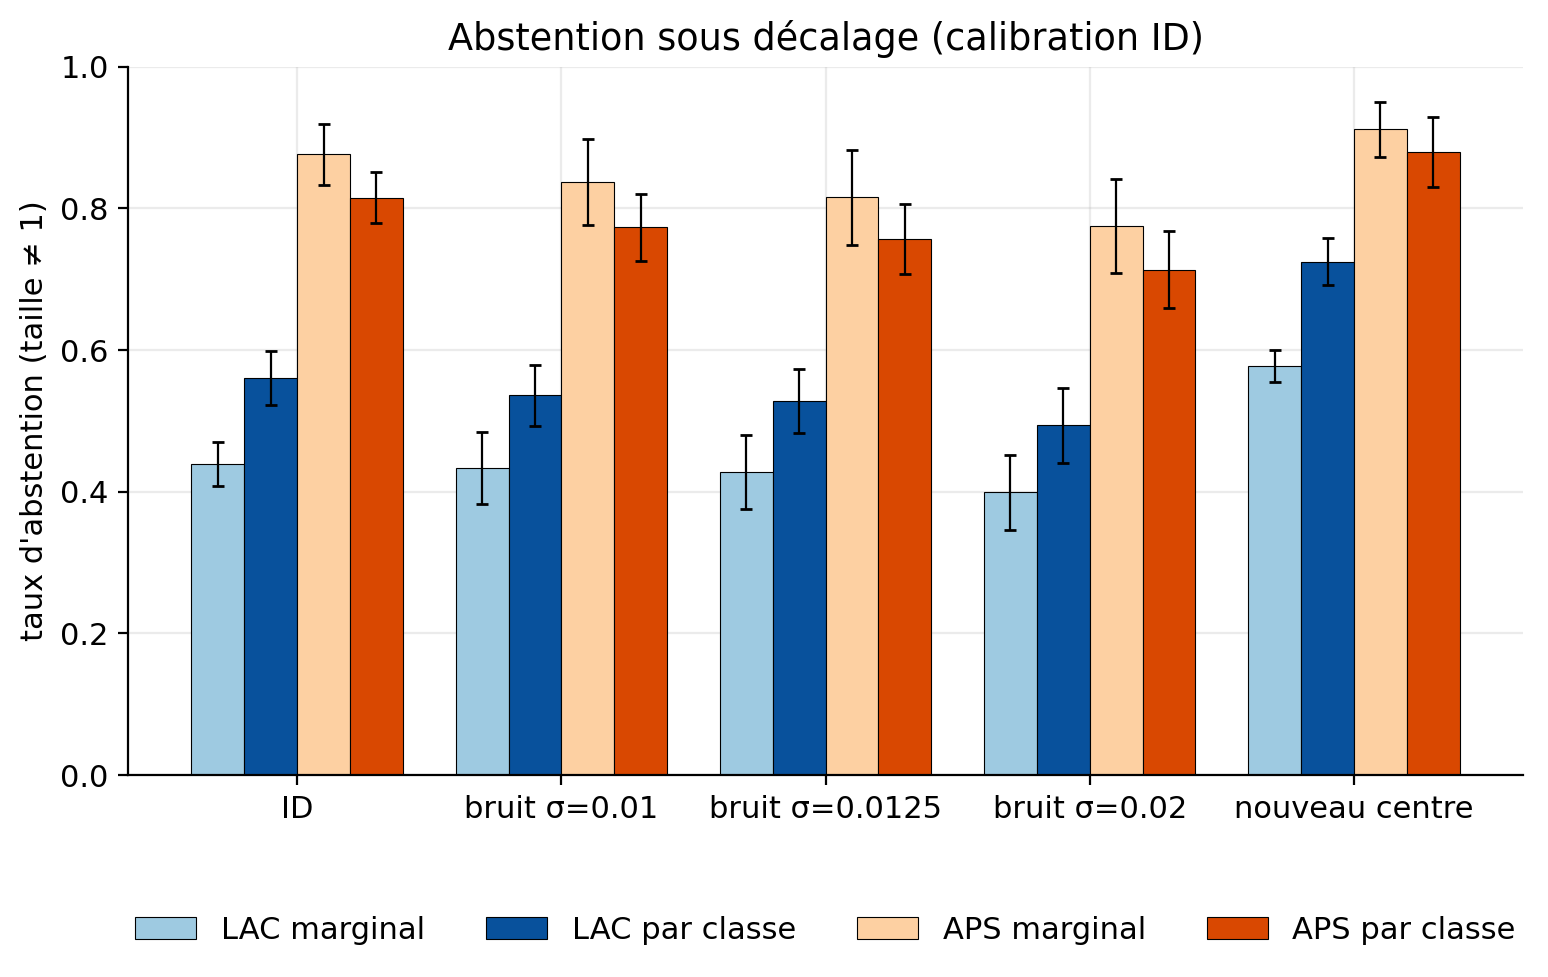 Abstention sous décalage (calibration ID)
taux d'abstention (taille ≠ 1)
1.0
0.8
0.6
0.4
0.2
0.0
ID
bruit σ=0.01
bruit σ=0.0125
bruit σ=0.02
nouveau centre
LAC marginal
LAC par classe
APS marginal
APS par classe